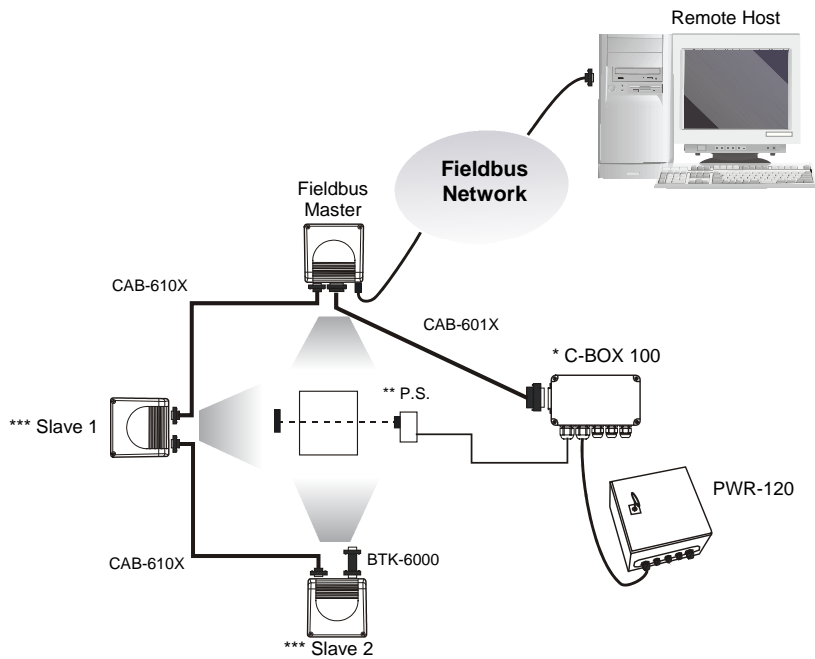 Remote Host
Fieldbus
Network
Fieldbus
Master
CAB-610X
CAB-601X
* C-BOX 100
** P.S.
*** Slave 1
PWR-120
CAB-610X
BTK-6000
*** Slave 2